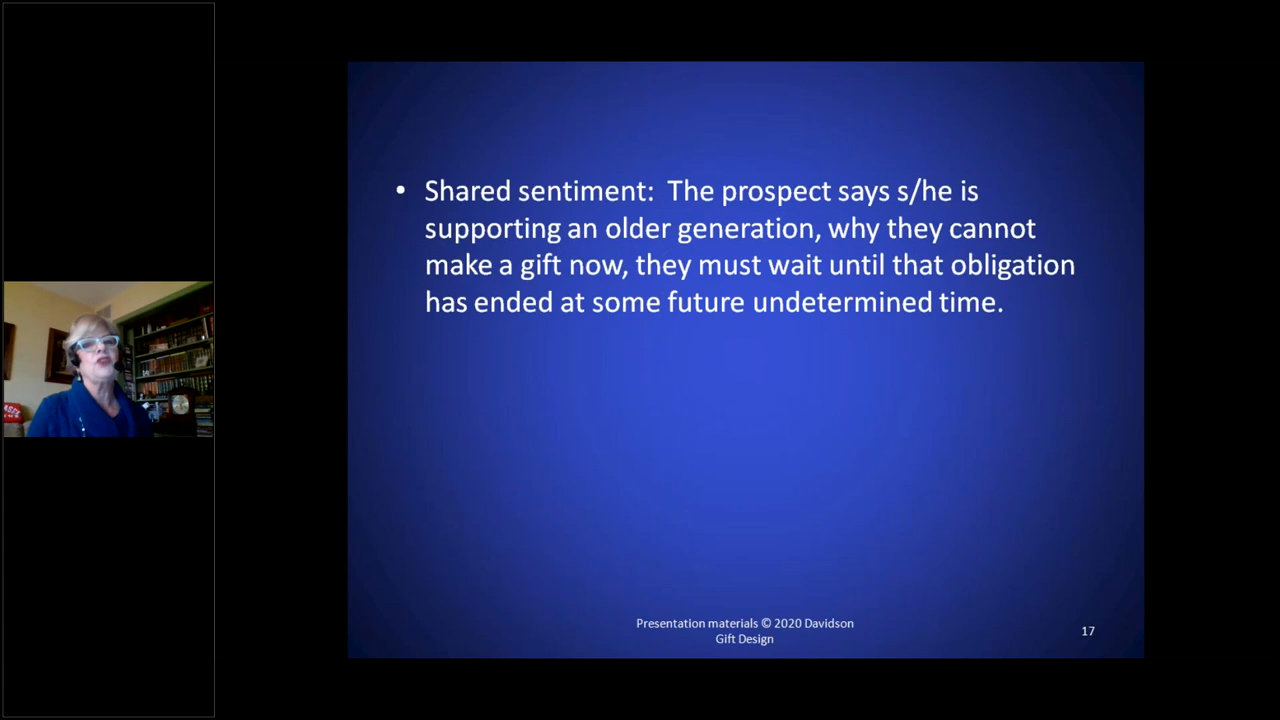 • Shared sentiment:  The prospect says s/he is
supporting an older generation, why they cannot
make a gift now, they must wait until that obligation
has ended at some future undetermined time.
Presentation materials © 2020 Davidson
Gift Design
17